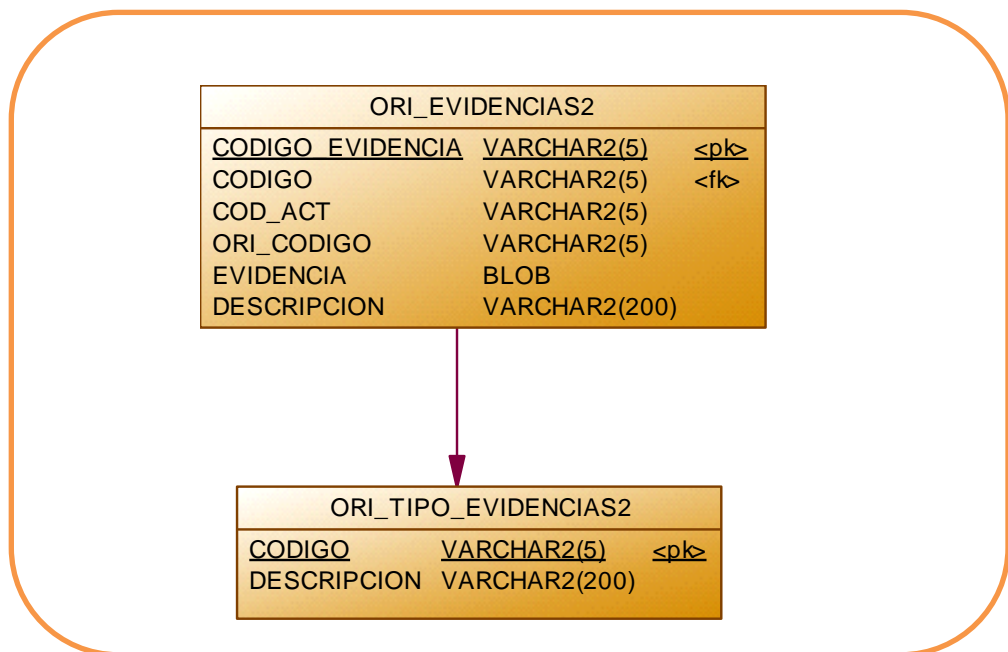 ORI_EVIDENCIAS2
CODIGO_EVIDENCIA VARCHAR2(5) <pk>
CODIGO VARCHAR2(5) <fk>
COD_ACT VARCHAR2(5)
ORI_CODIGO VARCHAR2(5)
EVIDENCIA BLOB
DESCRIPCION VARCHAR2(200)
ORI_TIPO_EVIDENCIAS2
CODIGO VARCHAR2(5) <pk>
DESCRIPCION VARCHAR2(200)